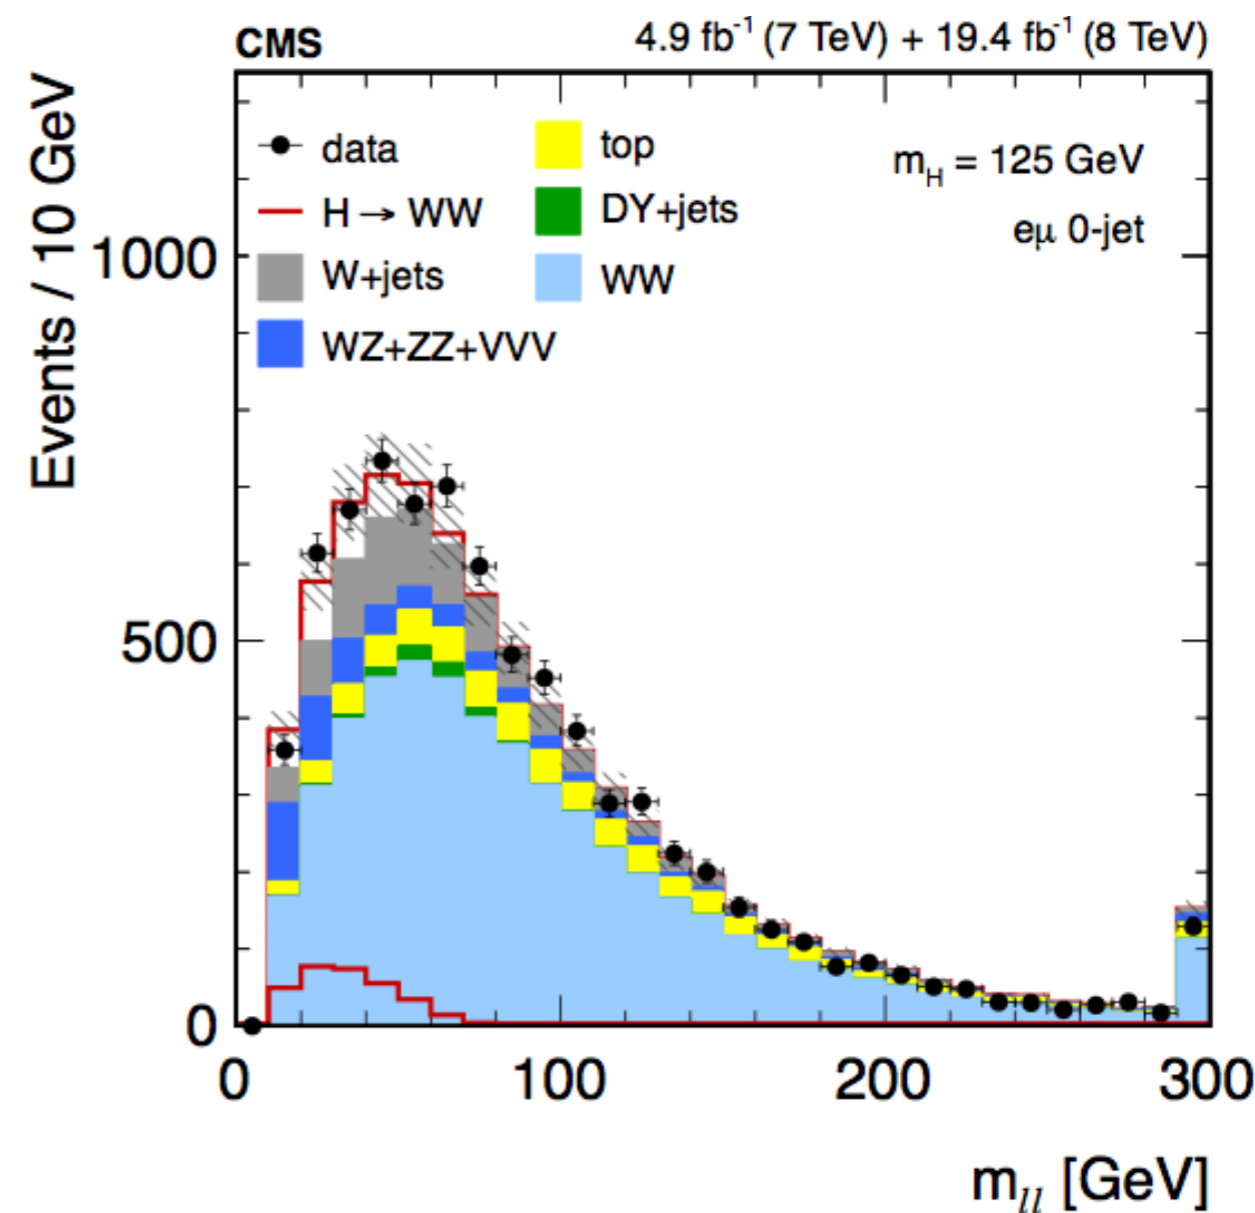 CMS 4.9 fb⁻¹ (7 TeV) + 19.4 fb⁻¹ (8 TeV)
Events / 10 GeV
data
H → WW
W+jets
WZ+ZZ+VVV
top
DY+jets
WW
m_H = 125 GeV
eμ 0-jet
1000
500
0
0 100 200 300
m_ll [GeV]